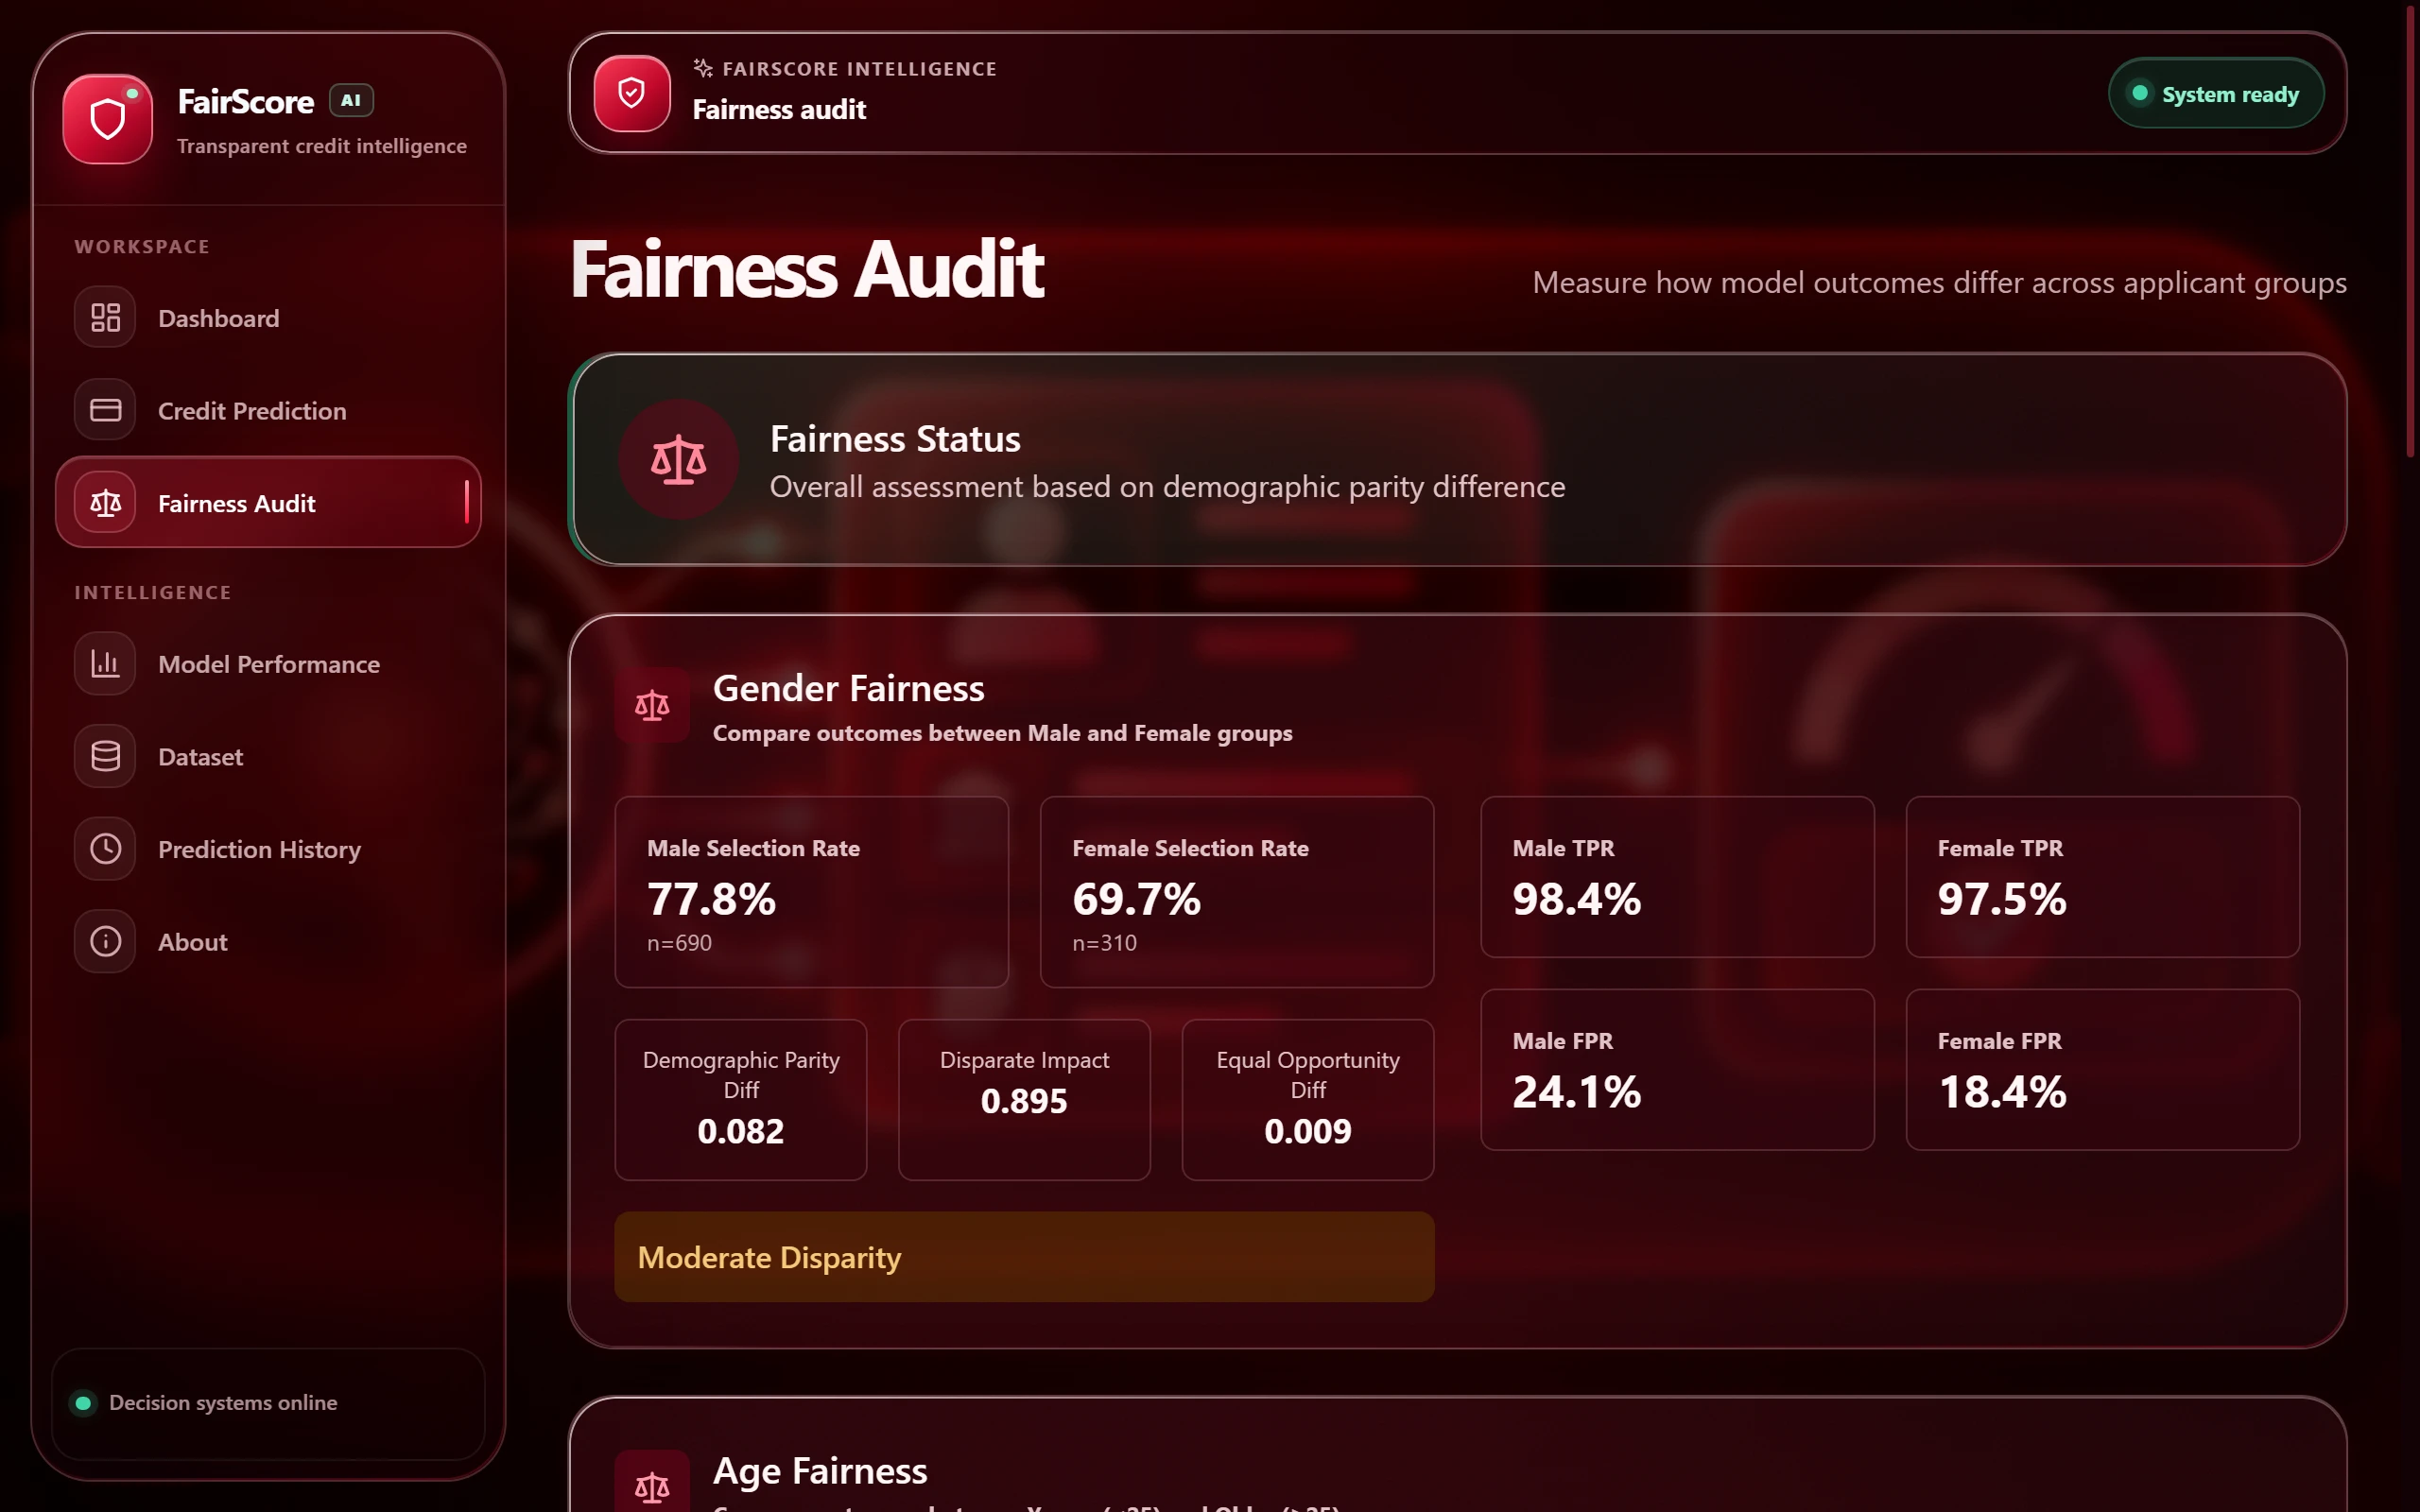 FairScore AI
Transparent credit intelligence
WORKSPACE
Dashboard
Credit Prediction
Fairness Audit
INTELLIGENCE
Model Performance
Dataset
Prediction History
About
Decision systems online
FAIRSCORE INTELLIGENCE
Fairness audit
System ready
Fairness Audit
Measure how model outcomes differ across applicant groups
Fairness Status
Overall assessment based on demographic parity difference
Gender Fairness
Compare outcomes between Male and Female groups
Male Selection Rate
77.8%
n=690
Female Selection Rate
69.7%
n=310
Demographic Parity
Diff
0.082
Disparate Impact
0.895
Equal Opportunity
Diff
0.009
Moderate Disparity
Male TPR
98.4%
Female TPR
97.5%
Male FPR
24.1%
Female FPR
18.4%
Age Fairness